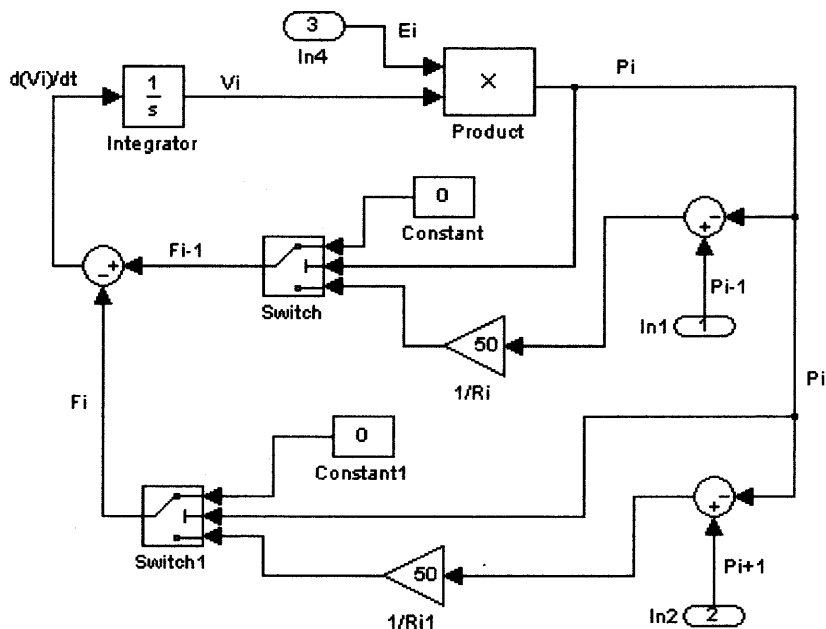 3
Ei
In4
d(Vi)/dt
1
s
Vi
×
Pi
Integrator
Product
0
Constant
Fi-1
Switch
Pi-1
In1
1
50
1/Ri
Pi
Fi
0
Constant1
Switch1
50
1/Ri1
Pi+1
In2
2